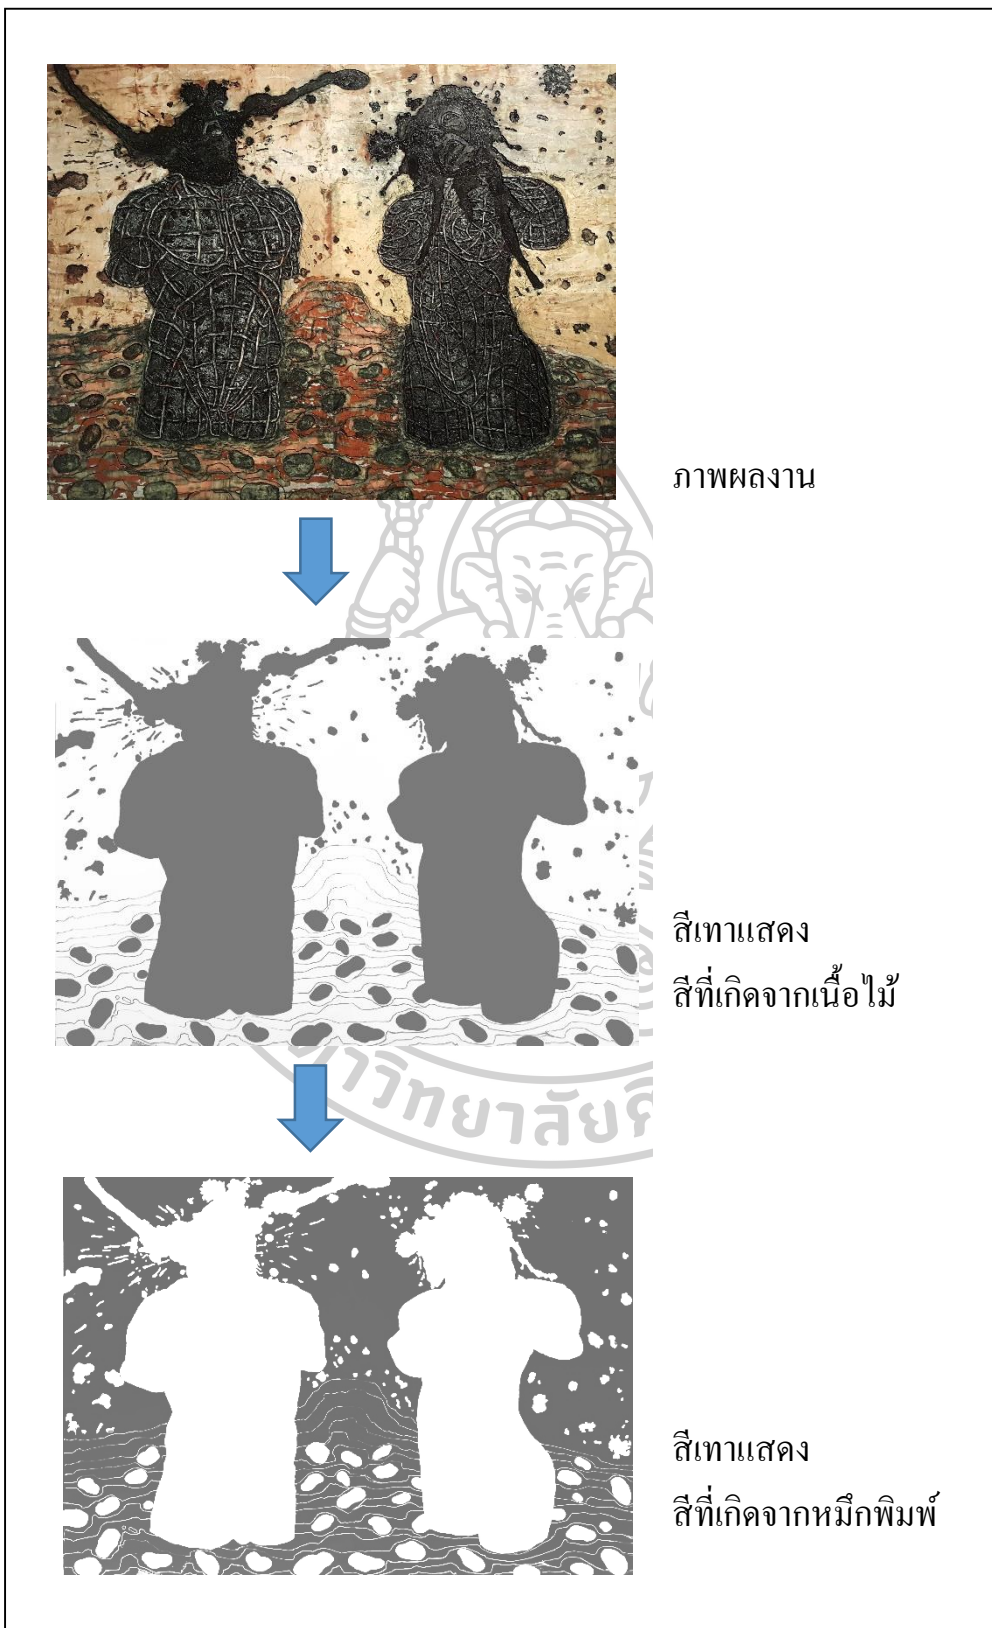 ภาพผลงาน
สีเทาแสดง
สีที่เกิดจากเนื้อไม้
สีเทาแสดง
สีที่เกิดจากหมึกพิมพ์